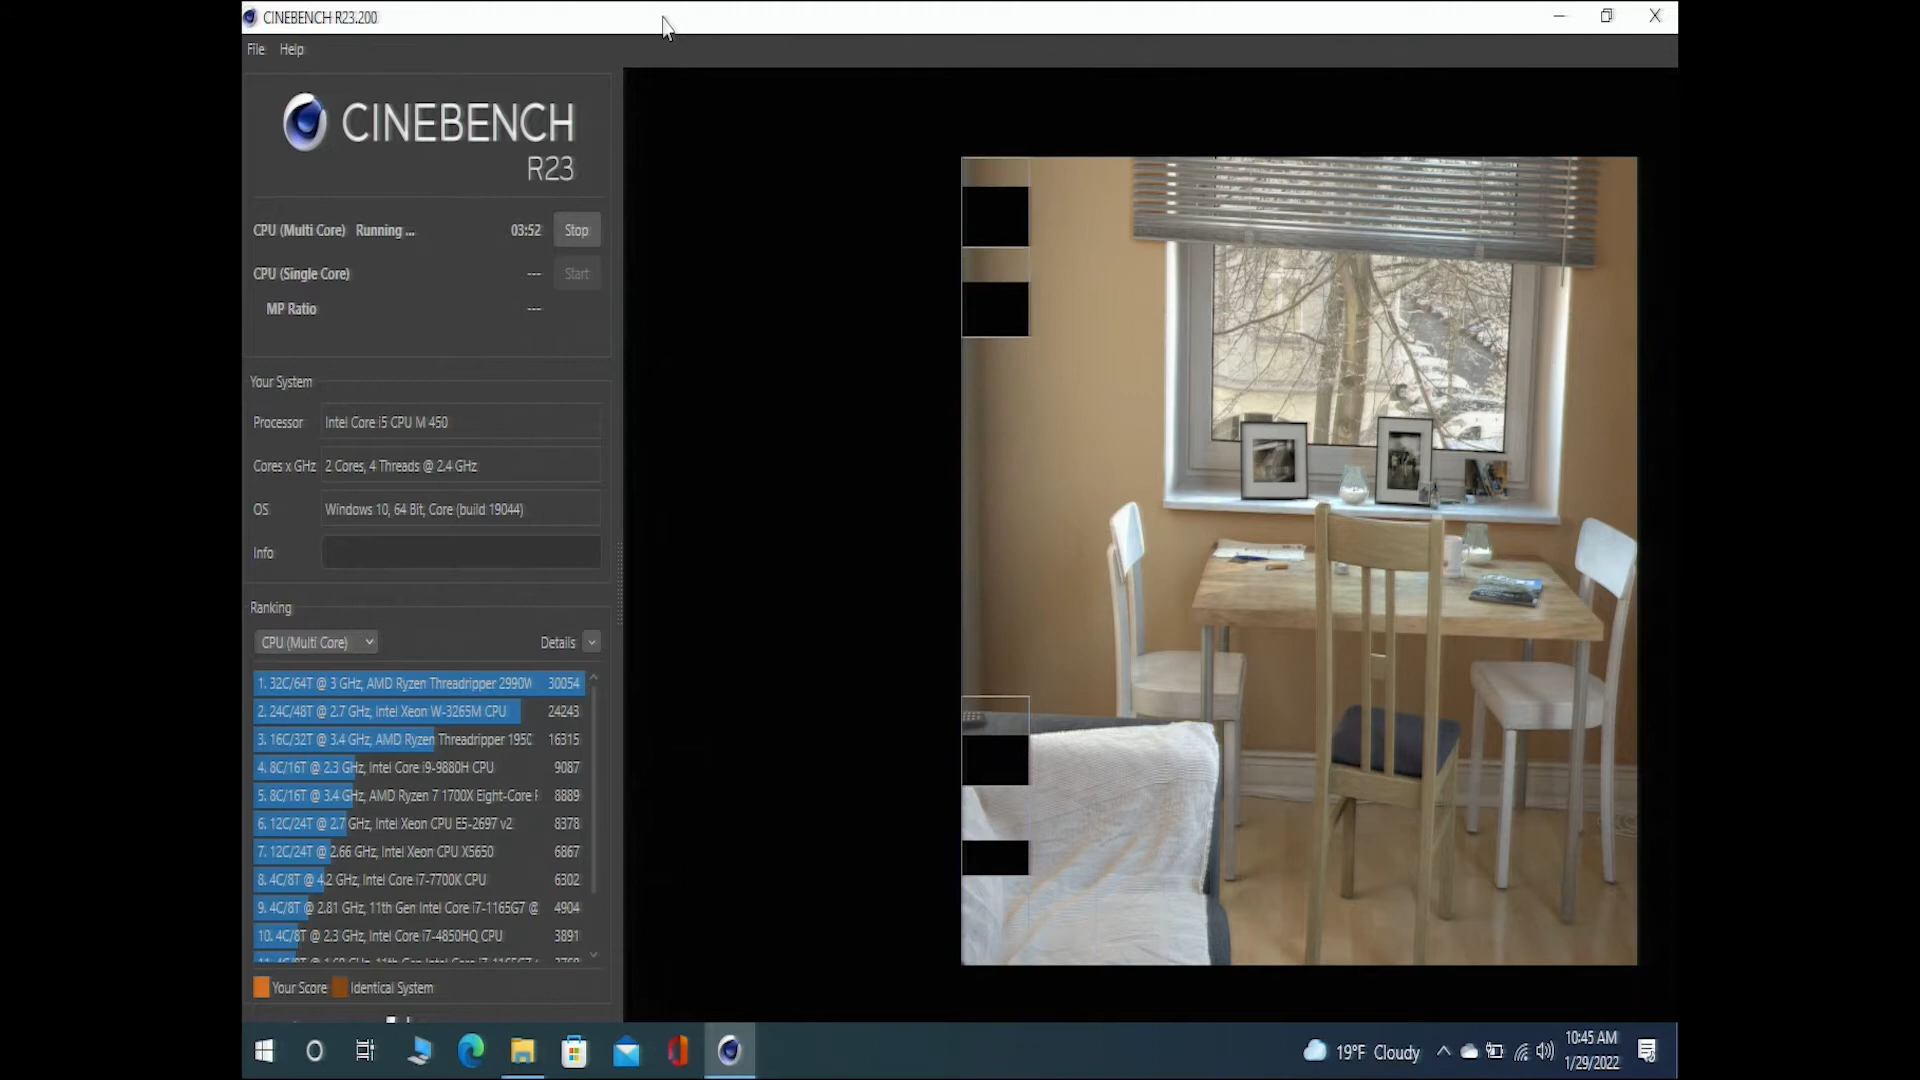 CINEBENCH R23.200
File Help
CINEBENCH
R23
CPU (Multi Core) Running ... 03:52 Stop
CPU (Single Core) --- Start
MP Ratio ---
Your System
Processor Intel Core i5 CPU M 450
Cores x GHz 2 Cores, 4 Threads @ 2.4 GHz
OS Windows 10, 64 Bit, Core (build 19044)
Info
Ranking
CPU (Multi Core) Details
1. 32C/64T @ 3 GHz, AMD Ryzen Threadripper 2990W 30054
2. 24C/48T @ 2.7 GHz, Intel Xeon W-3265M CPU 24243
3. 16C/32T @ 3.4 GHz, AMD Ryzen Threadripper 195 16315
4. 8C/16T @ 2.3 GHz, Intel Core i9-9880H CPU 9087
5. 8C/16T @ 3.4 GHz, AMD Ryzen 7 1700X Eight-Core 8889
6. 12C/24T @ 2.7 GHz, Intel Xeon CPU E5-2697 v2 8378
7. 12C/24T @ 2.66 GHz, Intel Xeon CPU X5650 6867
8. 4C/8T @ 4.2 GHz, Intel Core i7-7700K CPU 6302
9. 4C/8T @ 2.81 GHz, 11th Gen Intel Core i7-1165G7 @ 4904
10. 4C/8T @ 2.3 GHz, Intel Core i7-4850HQ CPU 3891
Your Score Identical System
19°F Cloudy
10:45 AM
1/29/2022